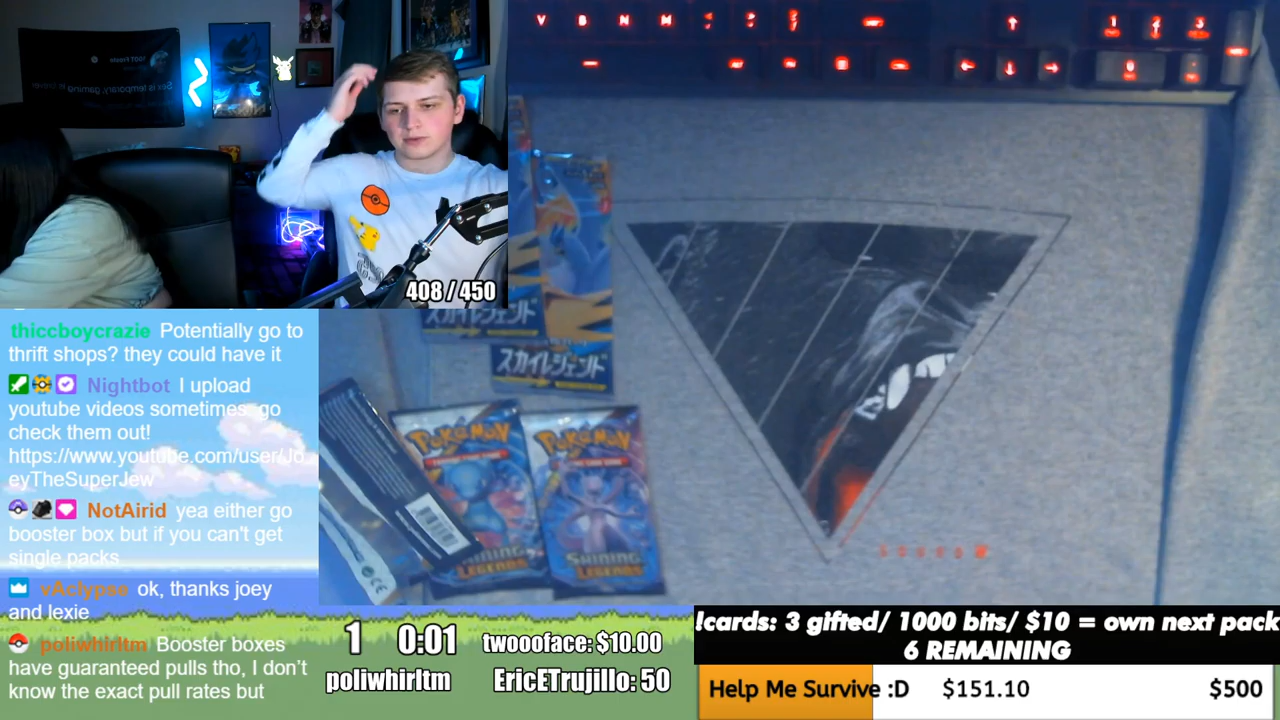 V B N M
1 2 3
0
408 / 450
スカイレジェンド
スカイレジェンド
POKÉMON
POKÉMON
SHINING
LEGENDS
SHINING
LEGENDS
thiccboycrazie Potentially go to
thrift shops? they could have it
Nightbot I upload
youtube videos sometimes, go
check them out!
https://www.youtube.com/user/Jo
eyTheSuperJew
NotAirid yea either go
booster box but if you can't get
single packs
vAclypse ok, thanks joey
and lexie
poliwhirltm Booster boxes
have guaranteed pulls tho, I don't
know the exact pull rates but
1 0:01 twoooface: $10.00
poliwhirltm EricETrujillo: 50
!cards: 3 gifted/ 1000 bits/ $10 = own next pack
6 REMAINING
Help Me Survive :D $151.10 $500